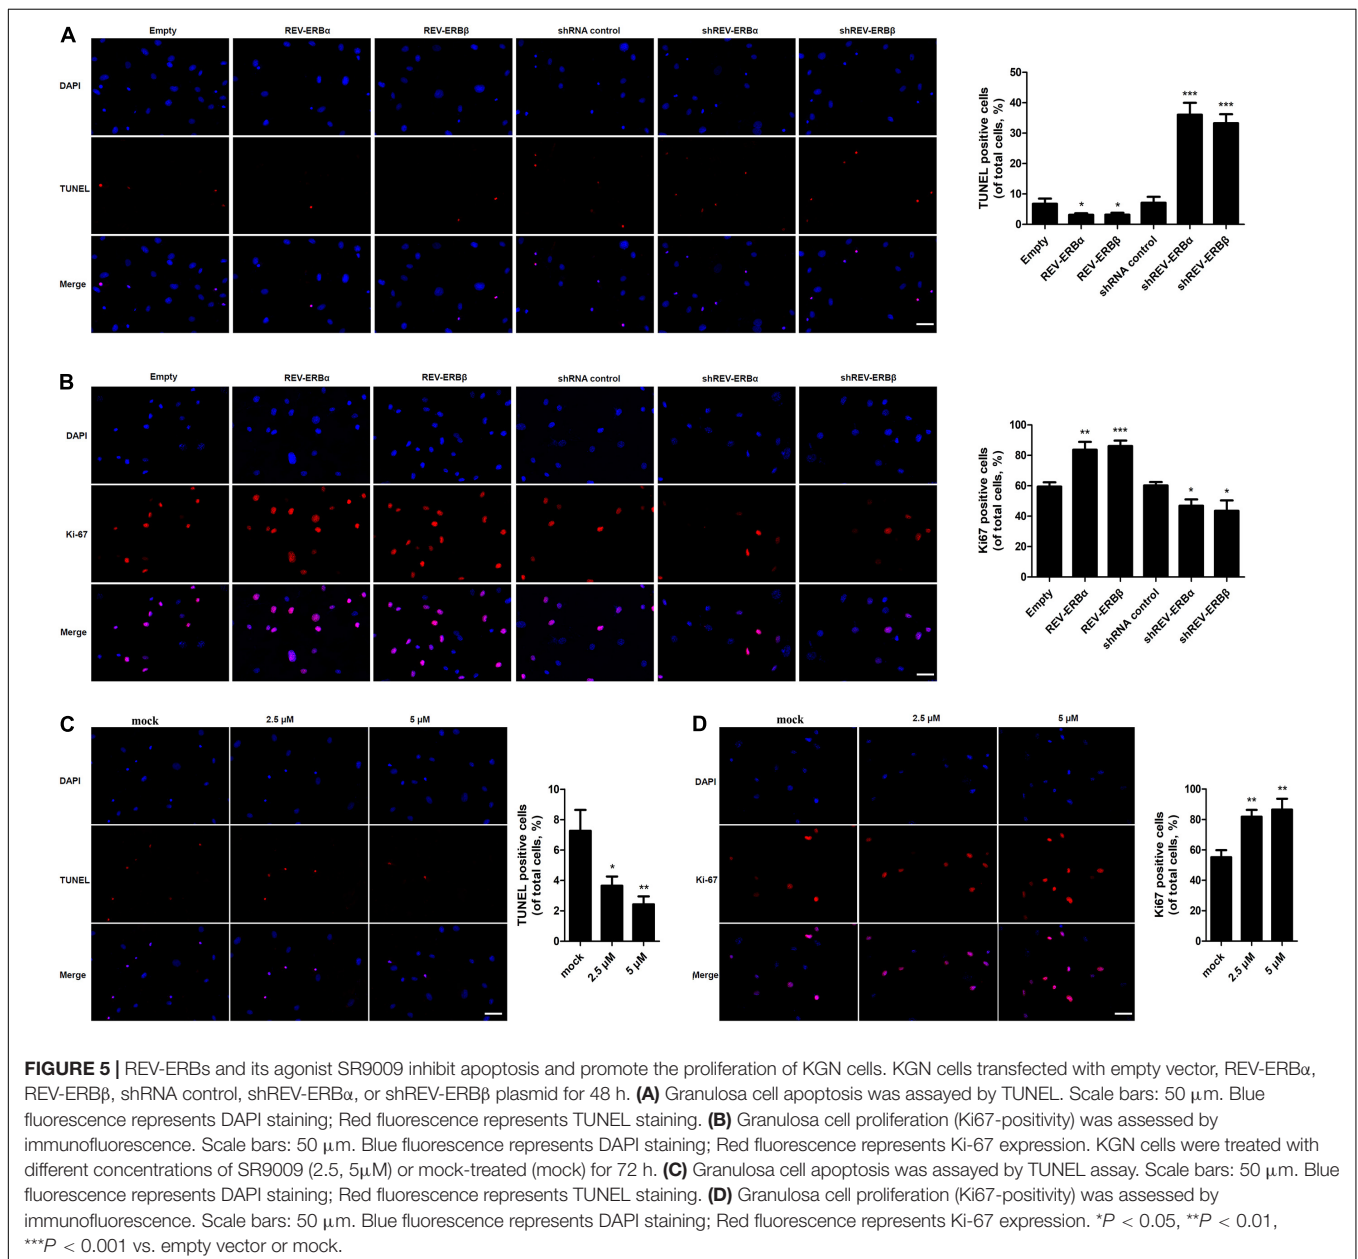 A
Empty REV-ERBα REV-ERBβ shRNA control shREV-ERBα shREV-ERBβ
DAPI
TUNEL
Merge
TUNEL positive cells
(of total cells, %)
50
40
30
20
10
0
* * *** ***
Empty REV-ERBα REV-ERBβ shRNA control shREV-ERBα shREV-ERBβ
B
Empty REV-ERBα REV-ERBβ shRNA control shREV-ERBα shREV-ERBβ
DAPI
Ki-67
Merge
Ki67 positive cells
(of total cells, %)
100
80
60
40
20
0
** *** * *
Empty REV-ERBα REV-ERBβ shRNA control shREV-ERBα shREV-ERBβ
C
mock 2.5 μM 5 μM
DAPI
TUNEL
Merge
TUNEL positive cells
(of total cells, %)
10
8
6
4
2
0
* **
mock 2.5 μM 5 μM
D
mock 2.5 μM 5 μM
DAPI
Ki-67
Merge
Ki67 positive cells
(of total cells, %)
100
80
60
40
20
0
** **
mock 2.5 μM 5 μM
FIGURE 5 | REV-ERBs and its agonist SR9009 inhibit apoptosis and promote the proliferation of KGN cells. KGN cells transfected with empty vector, REV-ERBα,
REV-ERBβ, shRNA control, shREV-ERBα, or shREV-ERBβ plasmid for 48 h. (A) Granulosa cell apoptosis was assayed by TUNEL. Scale bars: 50 μm. Blue
fluorescence represents DAPI staining; Red fluorescence represents TUNEL staining. (B) Granulosa cell proliferation (Ki67-positivity) was assessed by
immunofluorescence. Scale bars: 50 μm. Blue fluorescence represents DAPI staining; Red fluorescence represents Ki-67 expression. KGN cells were treated with
different concentrations of SR9009 (2.5, 5μM) or mock-treated (mock) for 72 h. (C) Granulosa cell apoptosis was assayed by TUNEL assay. Scale bars: 50 μm. Blue
fluorescence represents DAPI staining; Red fluorescence represents TUNEL staining. (D) Granulosa cell proliferation (Ki67-positivity) was assessed by
immunofluorescence. Scale bars: 50 μm. Blue fluorescence represents DAPI staining; Red fluorescence represents Ki-67 expression. *P < 0.05, **P < 0.01,
***P < 0.001 vs. empty vector or mock.